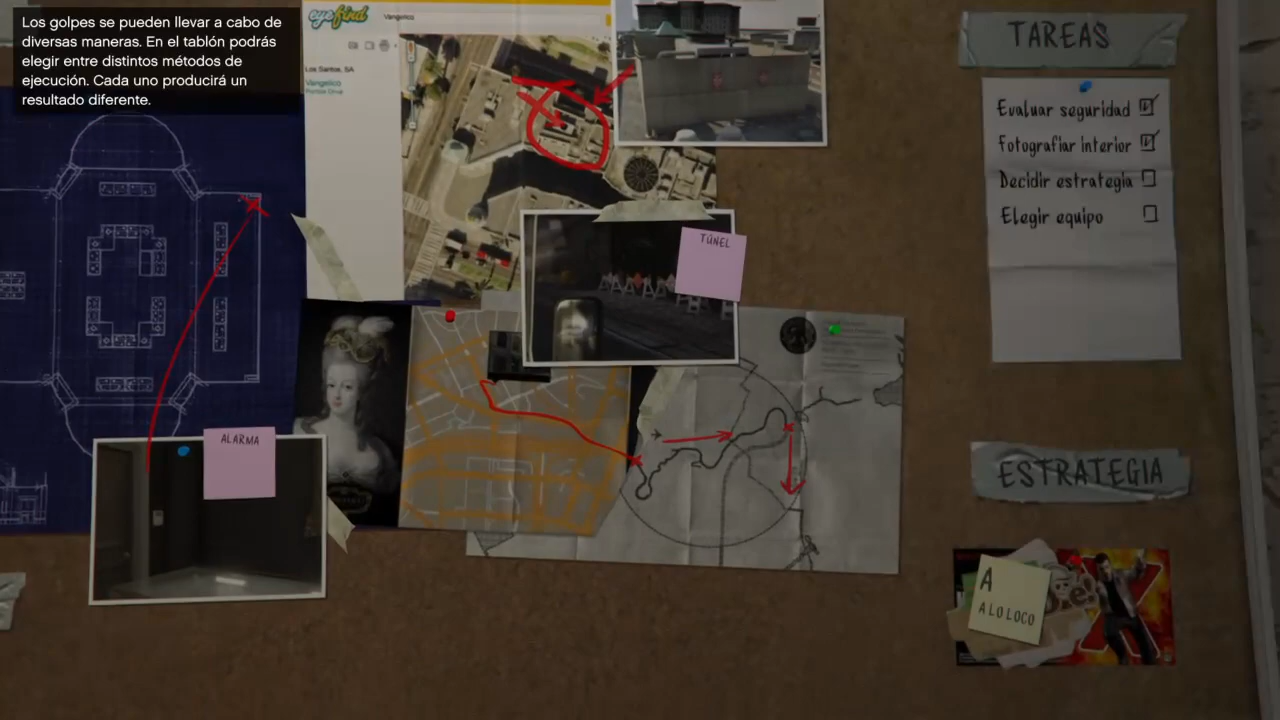 Los golpes se pueden llevar a cabo de
diversas maneras. En el tablón podrás
elegir entre distintos métodos de
ejecución. Cada uno producirá un
resultado diferente.
eyefind
Vangelico
Los Santos, SA
Vangelico
TÚNEL
ALARMA
TAREAS
Evaluar seguridad
Fotografiar interior
Decidir estrategia
Elegir equipo
ESTRATEGIA
A
A LO LOCO